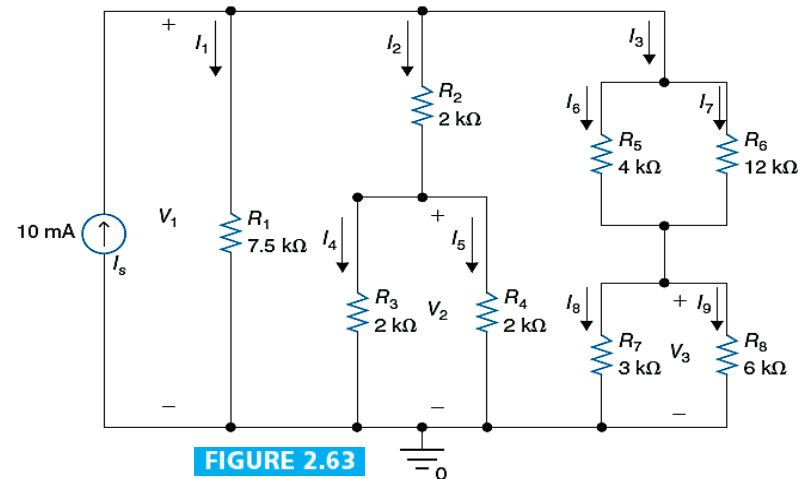 +
I₁
I₂
I₃
R₂
2 kΩ
I₆
I₇
R₅
4 kΩ
R₆
12 kΩ
10 mA
Iₛ
V₁
R₁
7.5 kΩ
I₄
+
I₅
R₃
2 kΩ
V₂
R₄
2 kΩ
I₈
+ I₉
R₇
3 kΩ
V₃
R₈
6 kΩ
–
–
–
FIGURE 2.63
0